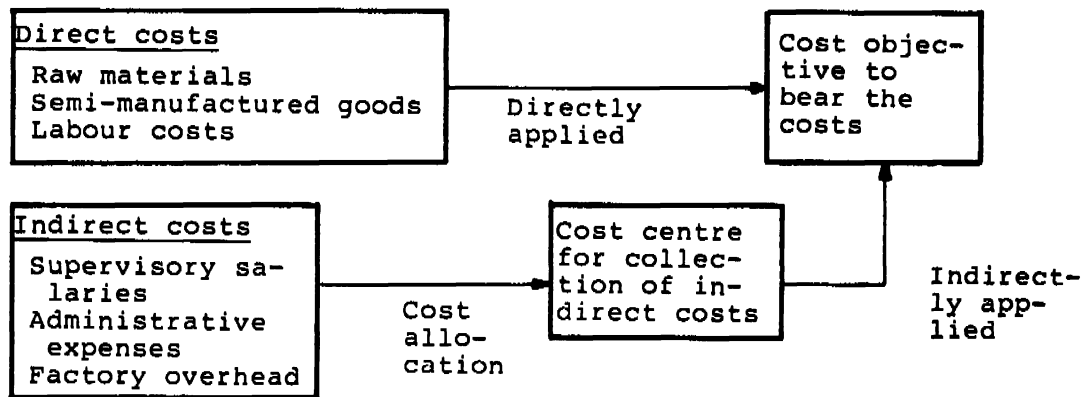 Direct costs
Raw materials
Semi-manufactured goods
Labour costs
Directly
applied
Cost objec-
tive to
bear the
costs
Indirect costs
Supervisory sa-
laries
Administrative
expenses
Factory overhead
Cost
allo-
cation
Cost centre
for collec-
tion of in-
direct costs
Indirect-
ly app-
lied